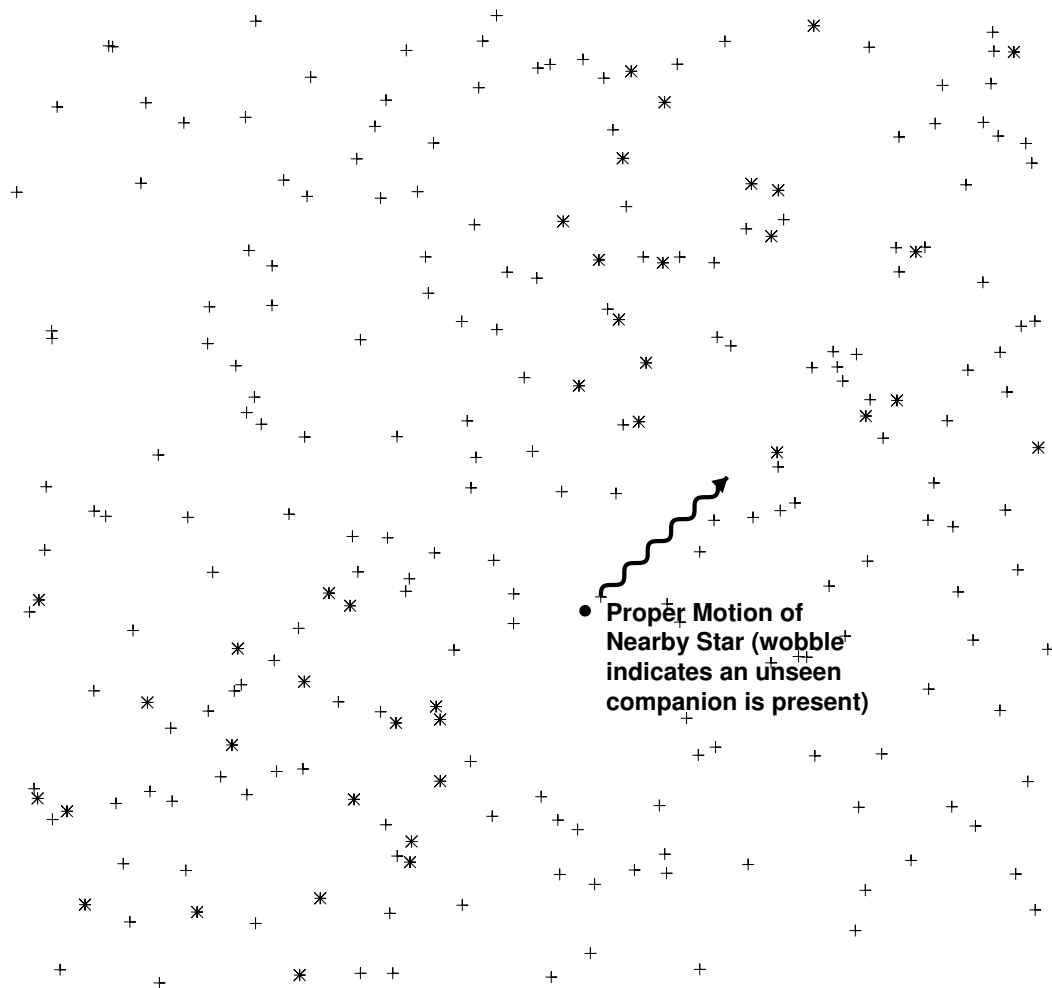 • Proper Motion of
Nearby Star (wobble
indicates an unseen
companion is present)